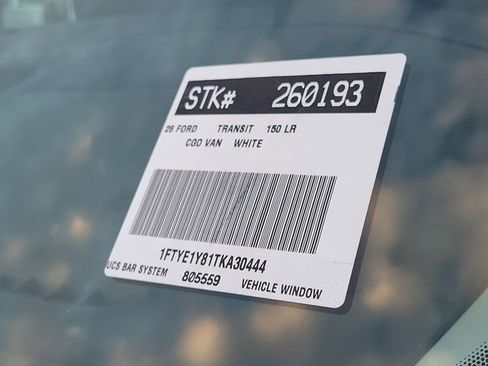 STK# 260193
26 FORD TRANSIT 150 LR
CGO VAN WHITE
1FTYE1Y81TKA30444
UCS BAR SYSTEM 805559 VEHICLE WINDOW